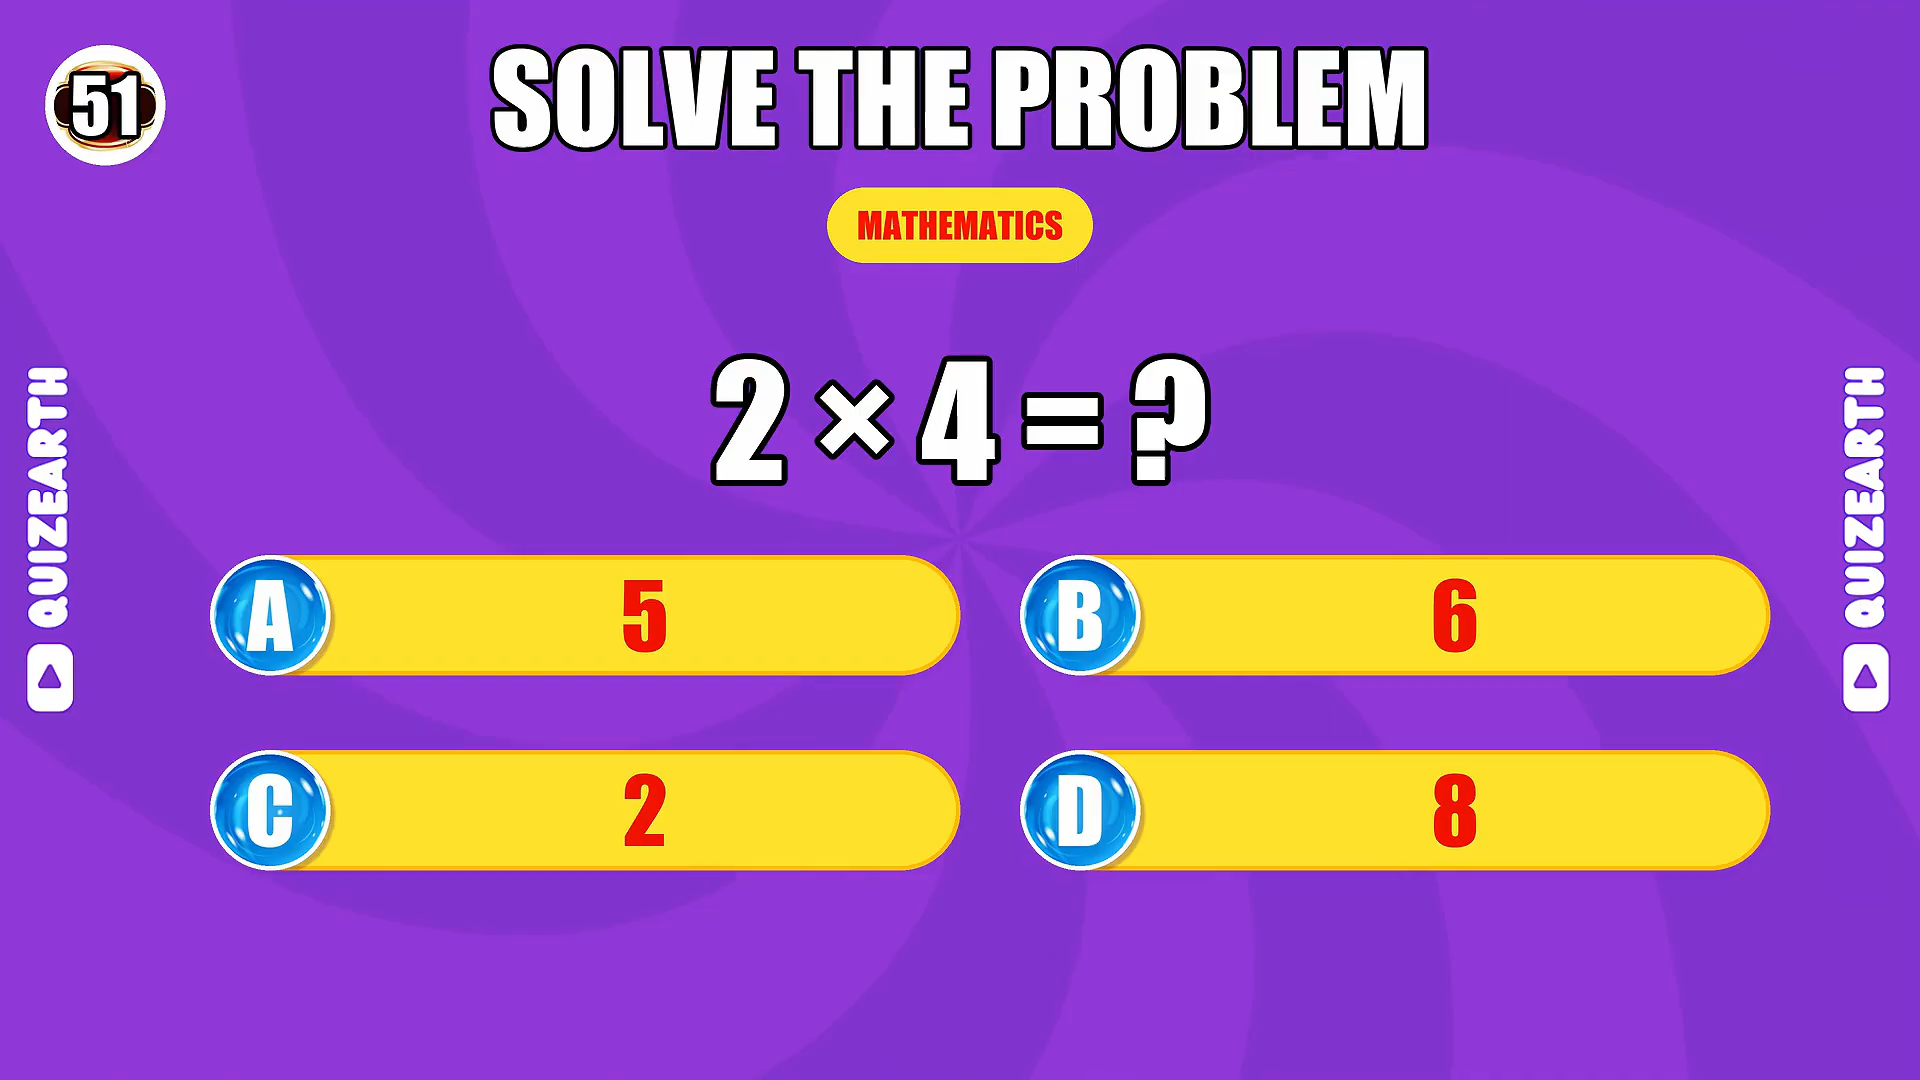 51
SOLVE THE PROBLEM
MATHEMATICS
2 × 4 = ?
A 5
B 6
C 2
D 8
QUIZEARTH
QUIZEARTH